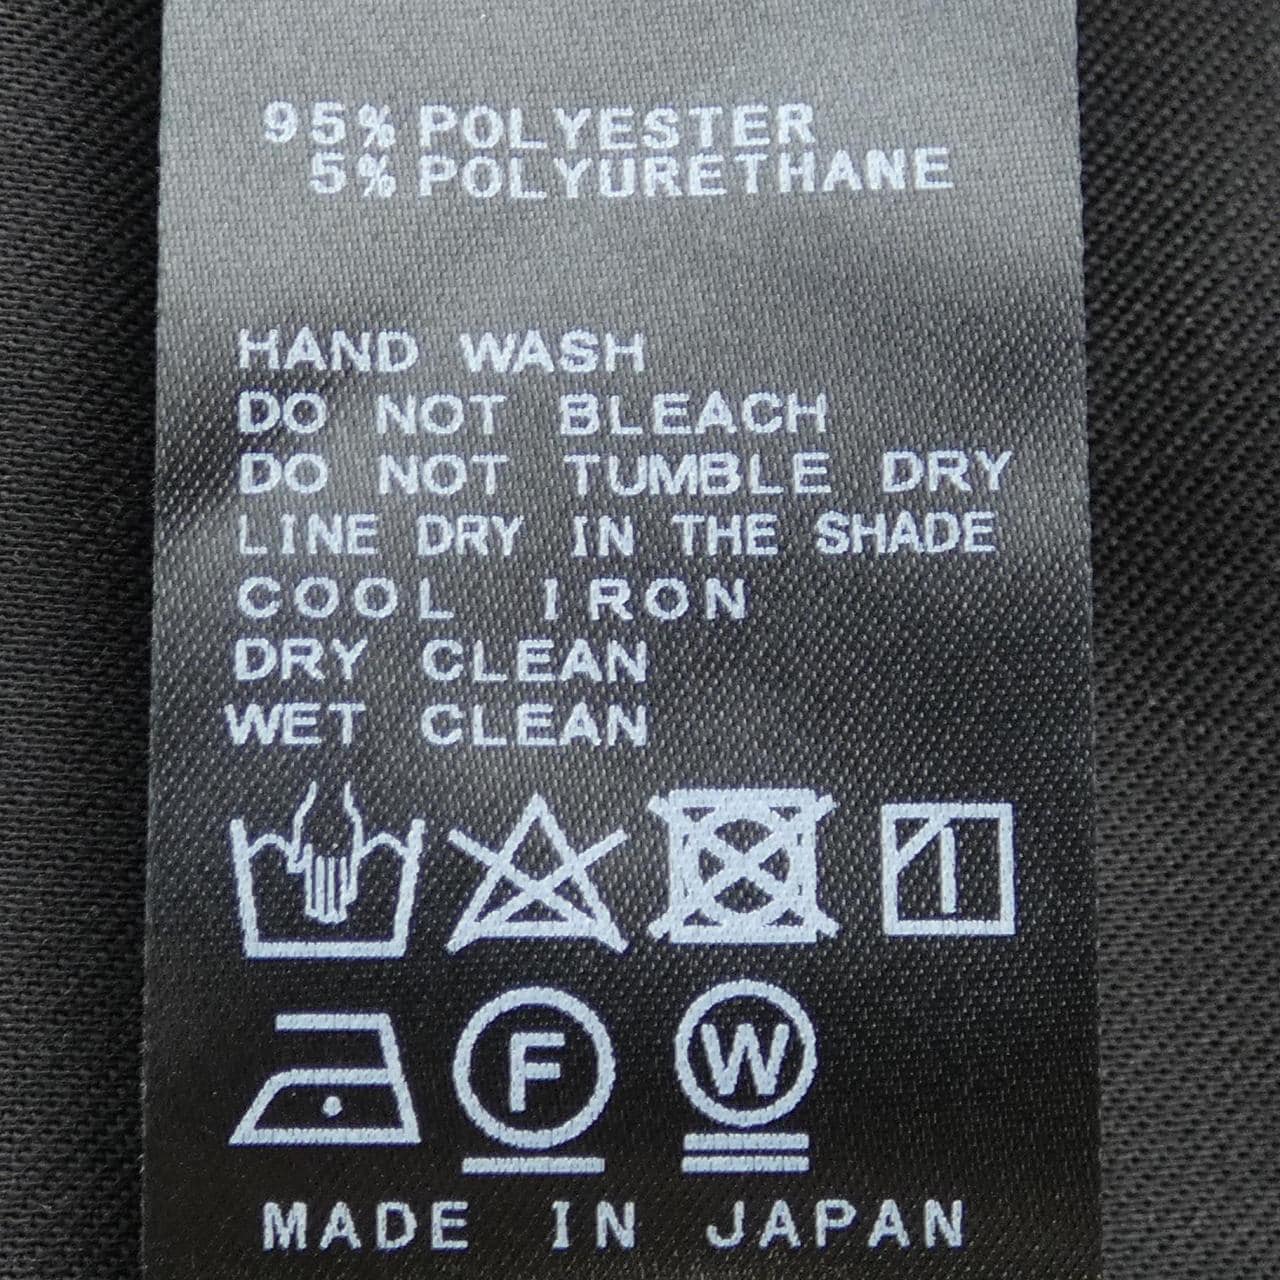 95% POLYESTER
5% POLYURETHANE
HAND WASH
DO NOT BLEACH
DO NOT TUMBLE DRY
LINE DRY IN THE SHADE
COOL IRON
DRY CLEAN
WET CLEAN
F W
MADE IN JAPAN